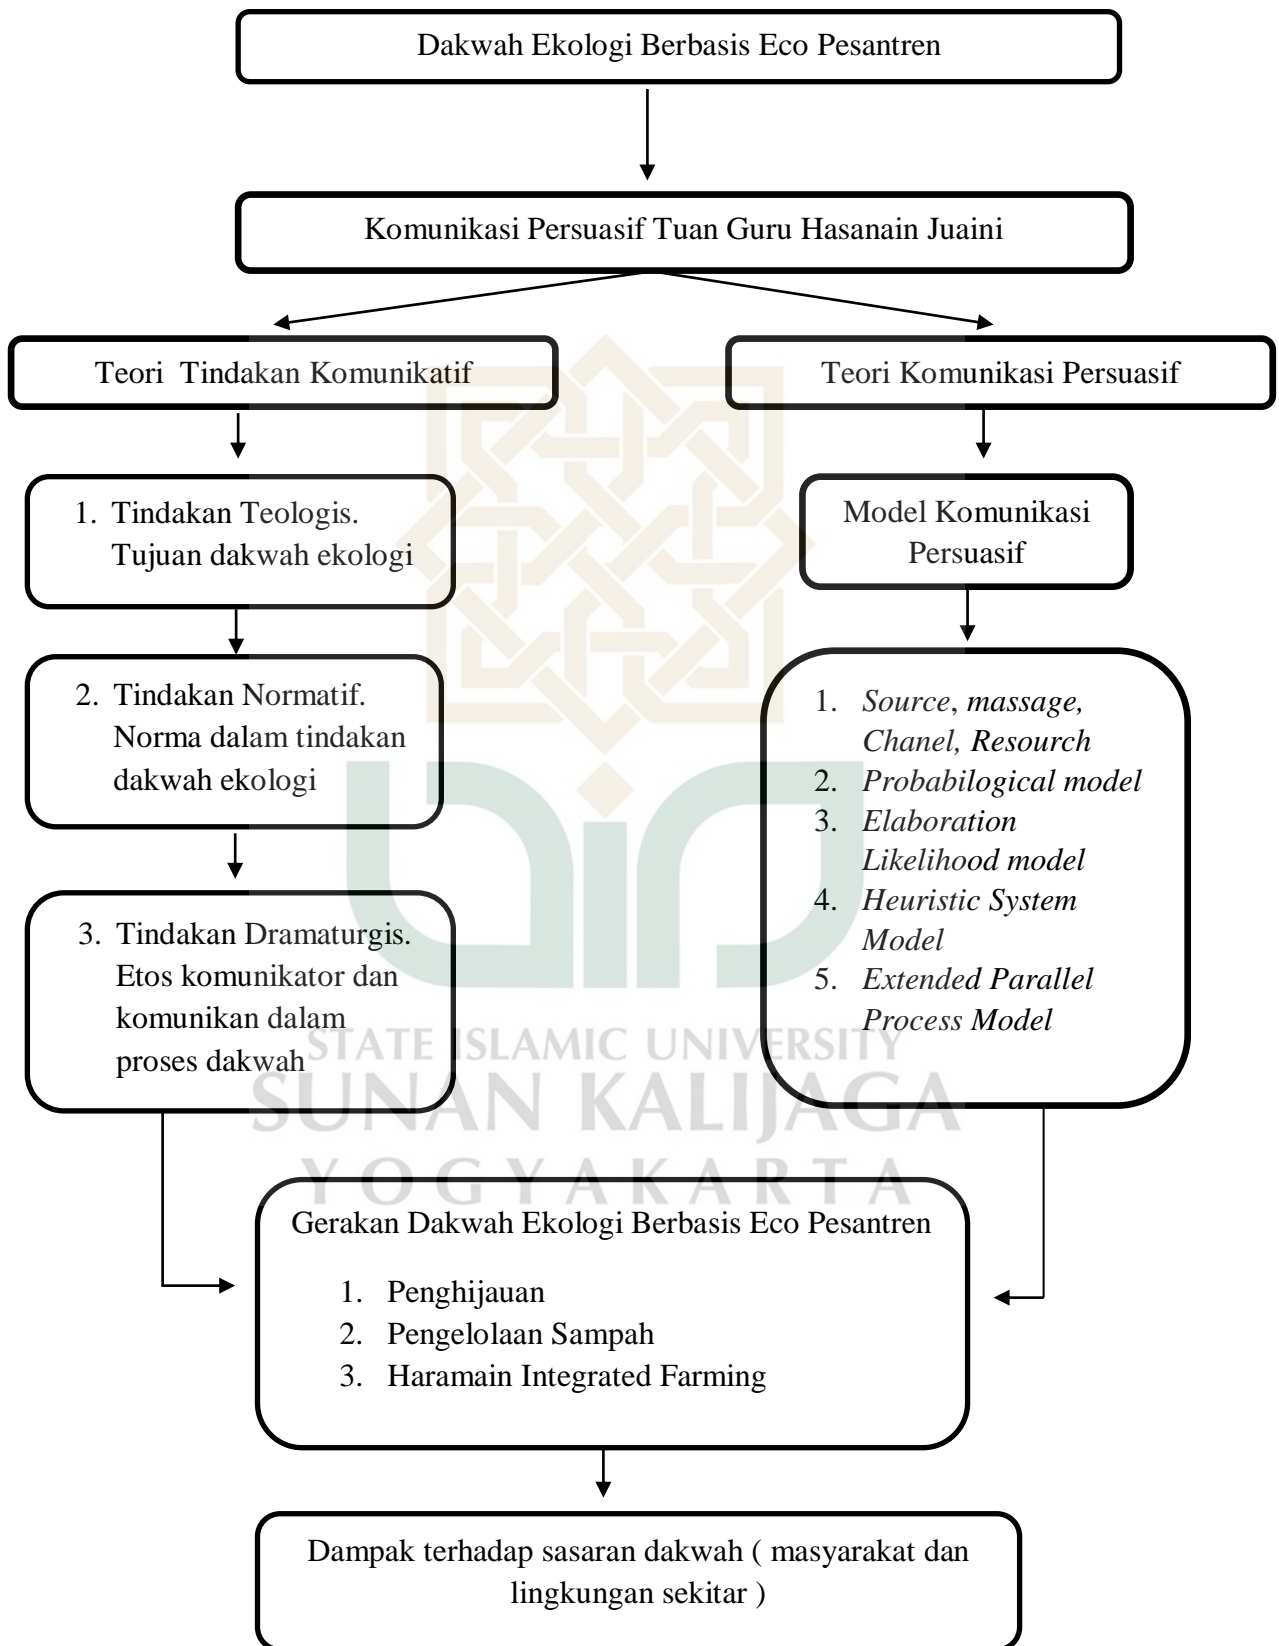 Dakwah Ekologi Berbasis Eco Pesantren
Komunikasi Persuasif Tuan Guru Hasanain Juaini
Teori Tindakan Komunikatif
Teori Komunikasi Persuasif
1. Tindakan Teologis.
Tujuan dakwah ekologi
Model Komunikasi
Persuasif
2. Tindakan Normatif.
Norma dalam tindakan
dakwah ekologi
1. Source, massage,
Chanel, Resourch
2. Probabilogical model
3. Elaboration
Likelihood model
4. Heuristic System
Model
5. Extended Parallel
Process Model
3. Tindakan Dramaturgis.
Etos komunikator dan
komunikan dalam
proses dakwah
STATE ISLAMIC UNIVERSITY
SUNAN KALIJAGA
YOGYAKARTA
Gerakan Dakwah Ekologi Berbasis Eco Pesantren
1. Penghijauan
2. Pengelolaan Sampah
3. Haramain Integrated Farming
Dampak terhadap sasaran dakwah ( masyarakat dan
lingkungan sekitar )